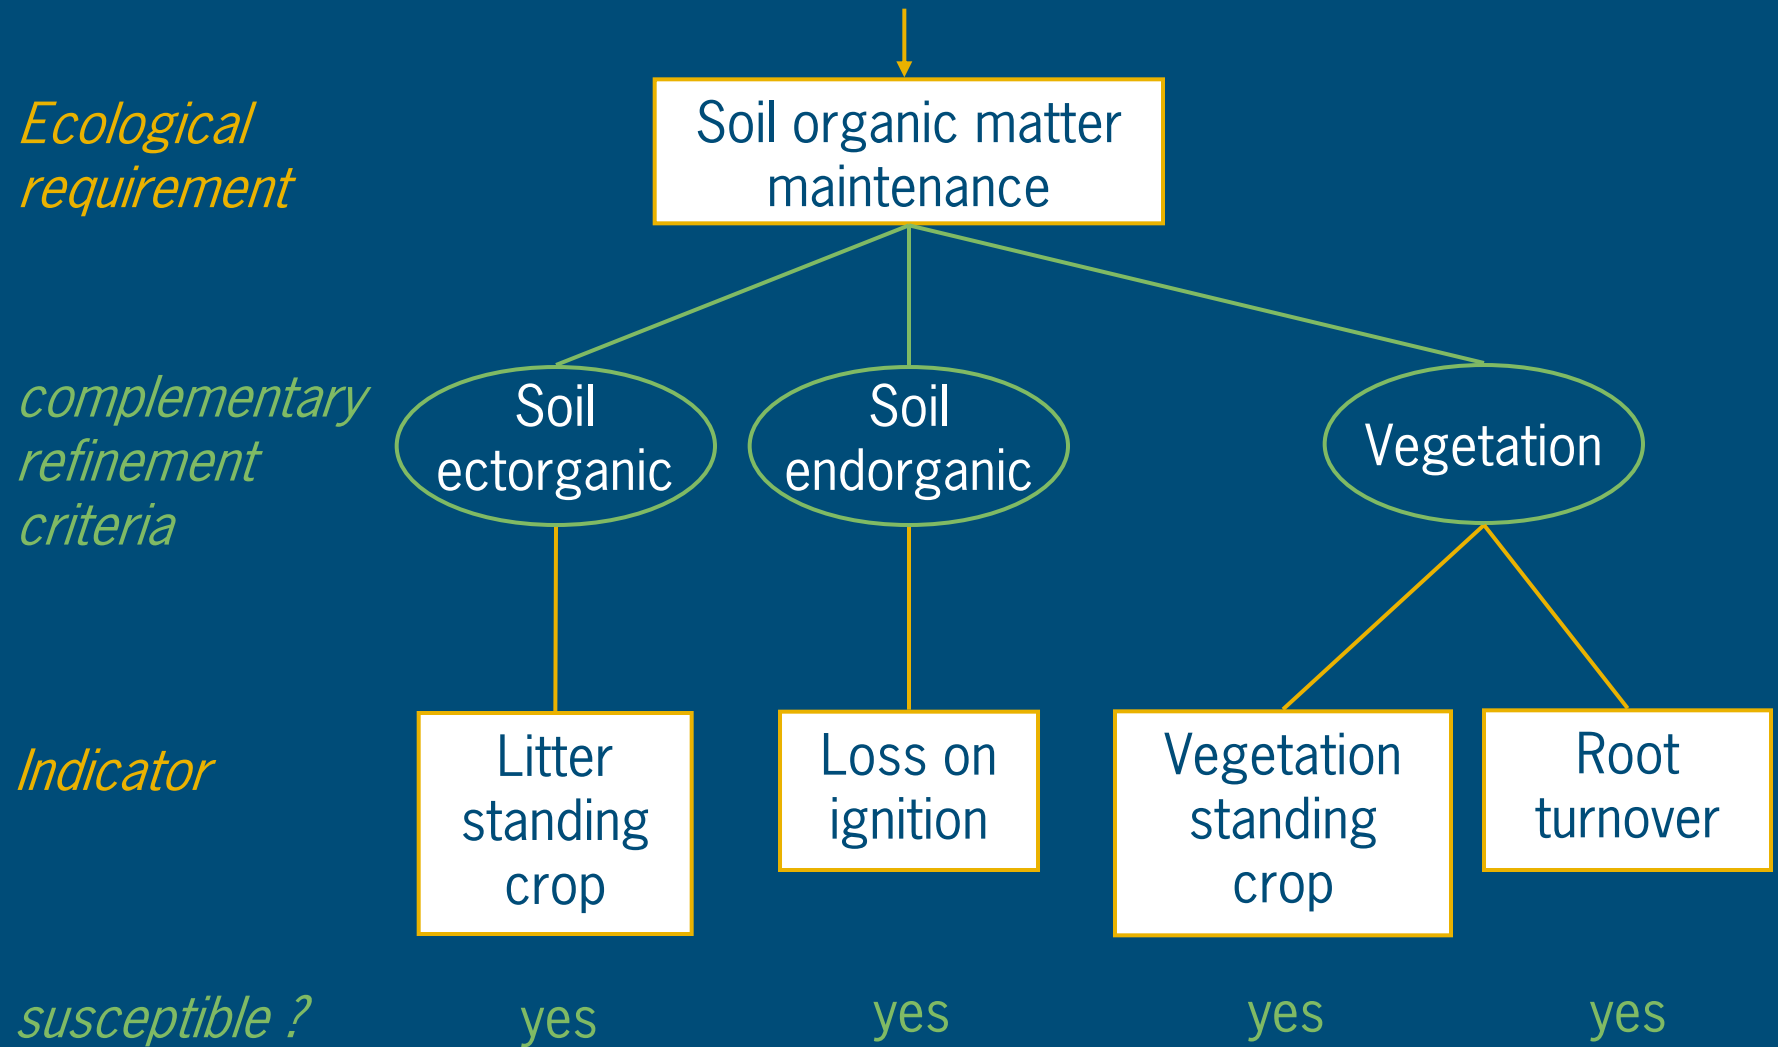 Ecological
requirement
Soil organic matter
maintenance
complementary
refinement
criteria
Soil
ectorganic
Soil
endorganic
Vegetation
Indicator
Litter
standing
crop
Loss on
ignition
Vegetation
standing
crop
Root
turnover
susceptible ?
yes
yes
yes
yes